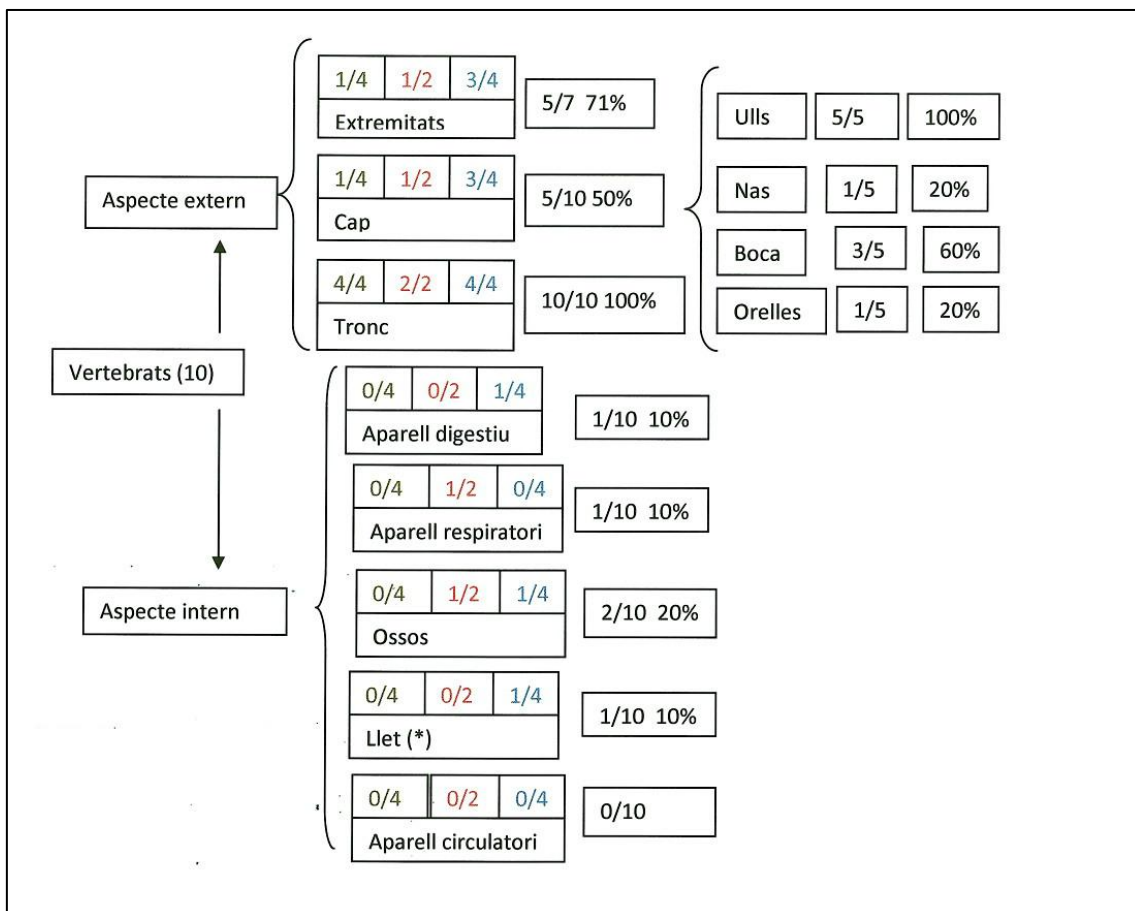 1/4 1/2 3/4
Extremitats
5/7 71%
1/4 1/2 3/4
Cap
5/10 50%
4/4 2/2 4/4
Tronc
10/10 100%
Ulls 5/5 100%
Nas 1/5 20%
Boca 3/5 60%
Orelles 1/5 20%
Aspecte extern
Vertebrats (10)
Aspecte intern
0/4 0/2 1/4
Aparell digestiu
1/10 10%
0/4 1/2 0/4
Aparell respiratori
1/10 10%
0/4 1/2 1/4
Ossos
2/10 20%
0/4 0/2 1/4
Llet (*)
1/10 10%
0/4 0/2 0/4
Aparell circulatori
0/10